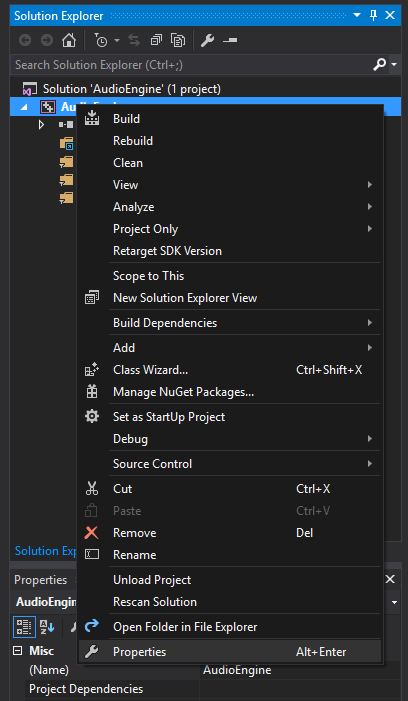 Solution Explorer
Search Solution Explorer (Ctrl+;)
Solution 'AudioEngine' (1 project)
Build
Rebuild
Clean
View
Analyze
Project Only
Retarget SDK Version
Scope to This
New Solution Explorer View
Build Dependencies
Add
Class Wizard... Ctrl+Shift+X
Manage NuGet Packages...
Set as StartUp Project
Debug
Source Control
Cut Ctrl+X
Paste Ctrl+V
Remove Del
Rename
Unload Project
Rescan Solution
Open Folder in File Explorer
Properties Alt+Enter
Solution
Properties
Misc
(Name) AudioEngine
Project Dependencies